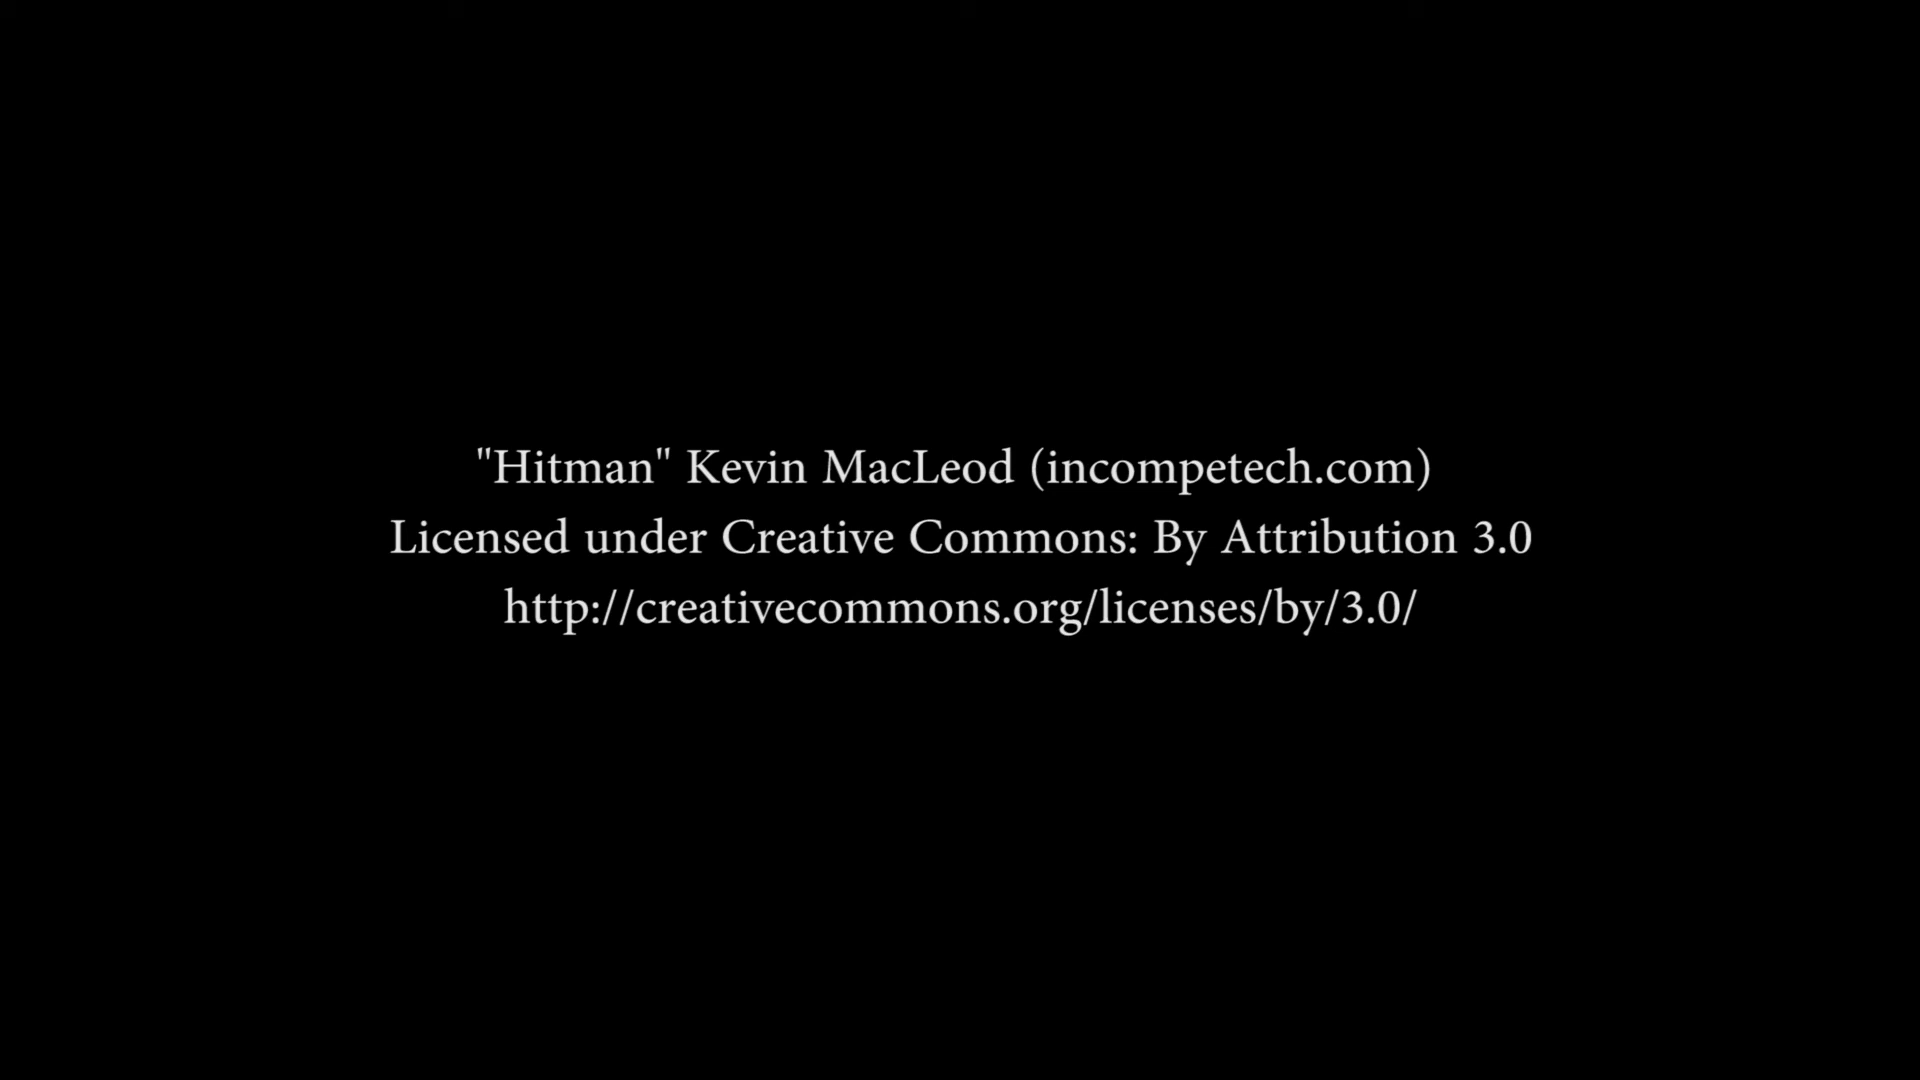 "Hitman" Kevin MacLeod (incompetech.com)
Licensed under Creative Commons: By Attribution 3.0
http://creativecommons.org/licenses/by/3.0/